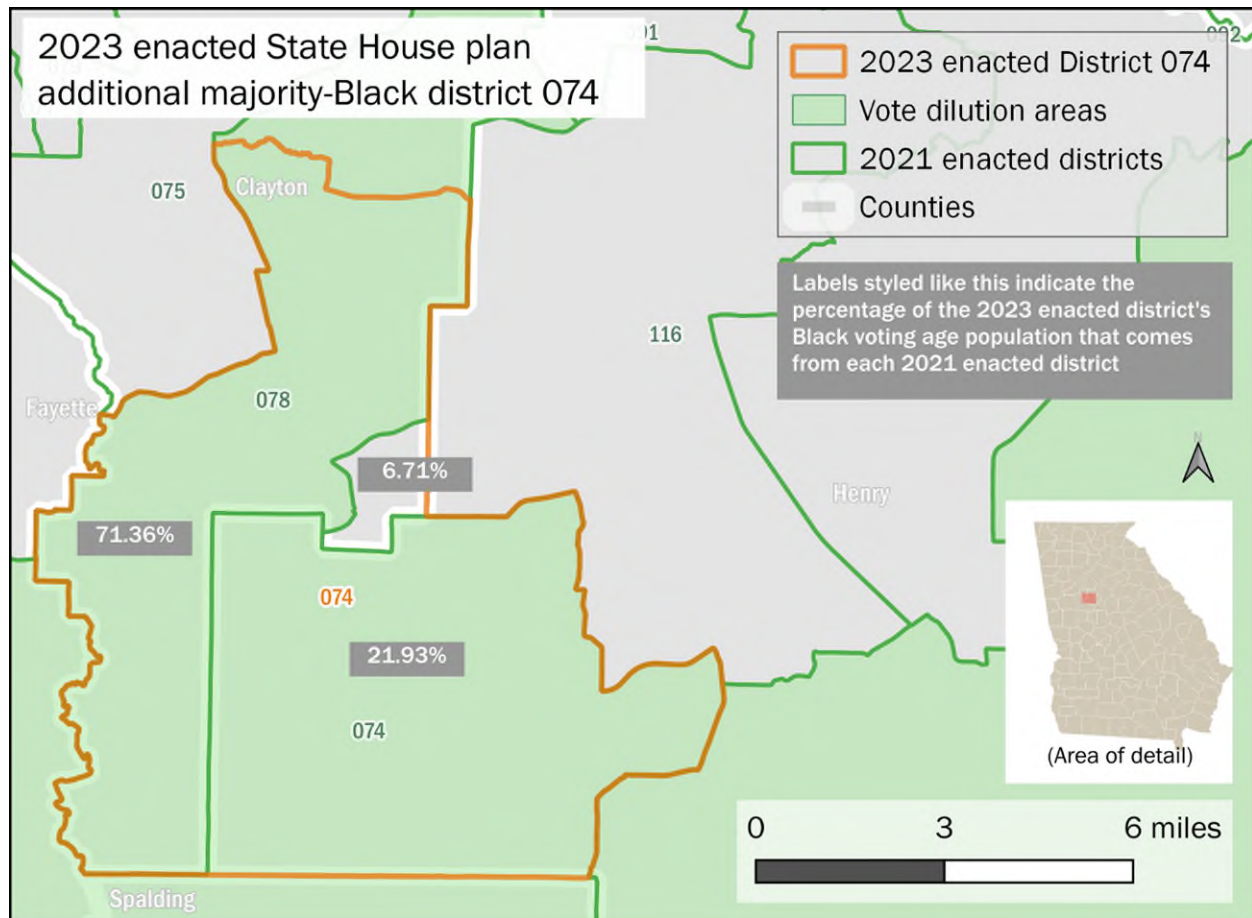 2023 enacted State House plan
additional majority-Black district 074
091
092
2023 enacted District 074
Vote dilution areas
2021 enacted districts
Counties
Labels styled like this indicate the
percentage of the 2023 enacted district's
Black voting age population that comes
from each 2021 enacted district
075
Clayton
116
078
Fayette
6.71%
N
Henry
71.36%
074
21.93%
074
(Area of detail)
0 3 6 miles
Spalding